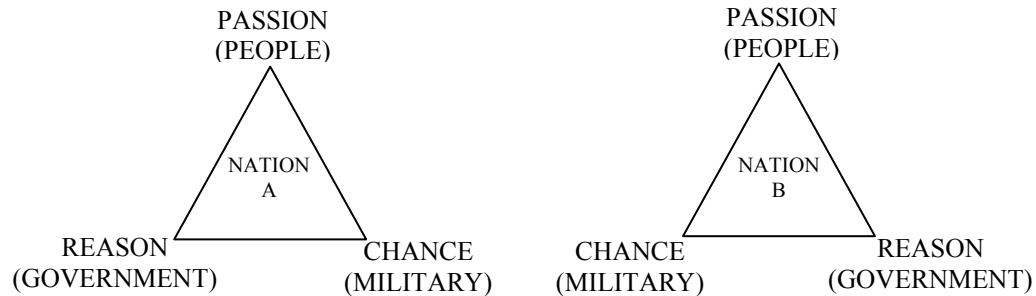 PASSION
(PEOPLE)
NATION
A
REASON
(GOVERNMENT)
CHANCE
(MILITARY)
PASSION
(PEOPLE)
NATION
B
CHANCE
(MILITARY)
REASON
(GOVERNMENT)